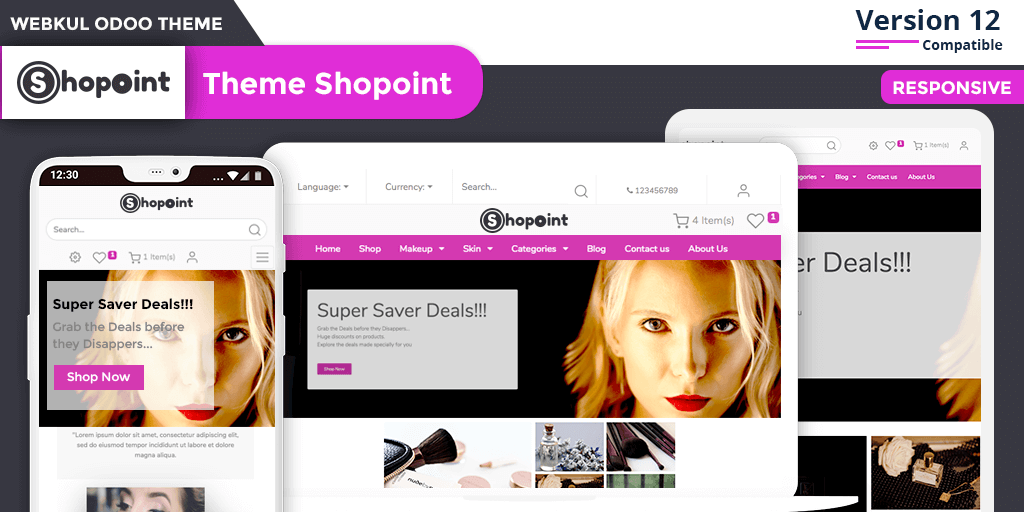 WEBKUL ODOO THEME
Version 12
Compatible
Shopoint
Theme Shopoint
RESPONSIVE
12:30
Shopoint
Search...
1
1 Item(s)
Super Saver Deals!!!
Grab the Deals before
they Disappers...
Shop Now
"Lorem ipsum dolor sit amet, consectetur adipiscing elit,
sed do eiusmod tempor incididunt ut labore et dolore
magna aliqua.
Language:
Currency:
Search...
123456789
Shopoint
4 Item(s)
1
Home Shop Makeup Skin Categories Blog Contact us About Us
Super Saver Deals!!!
Grab the Deals before they Disappers...
Huge discounts on products,
Explore the deals made specially for you
Shop Now
1
1 Item(s)
gories Blog Contact us About Us
er Deals!!!